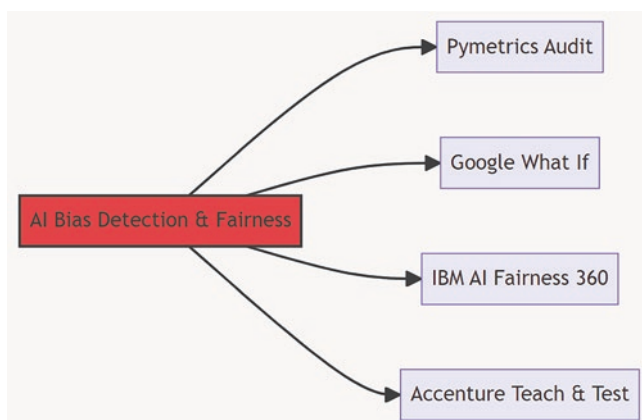 Pymetrics Audit
Google What If
AI Bias Detection & Fairness
IBM AI Fairness 360
Accenture Teach & Test